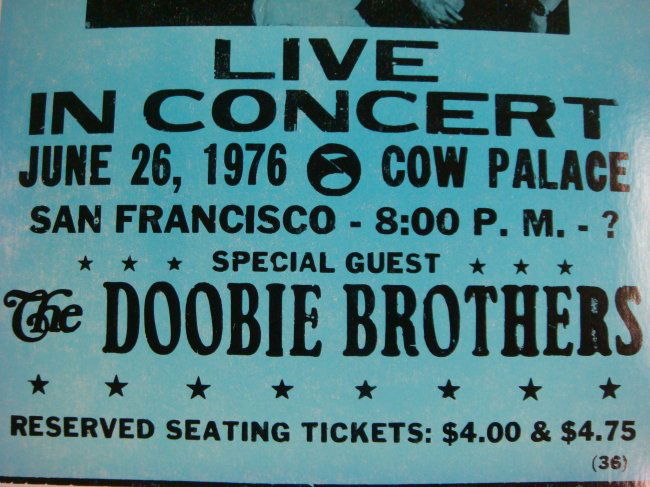 LIVE
IN CONCERT
JUNE 26, 1976 COW PALACE
SAN FRANCISCO - 8:00 P. M. - ?
SPECIAL GUEST
The DOOBIE BROTHERS
RESERVED SEATING TICKETS: $4.00 & $4.75
(36)